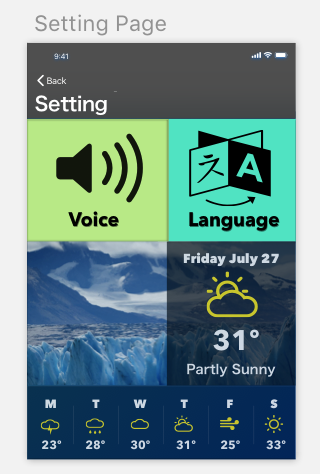 Setting Page
9:41
Back
Setting
Voice
Language
Friday July 27
31°
Partly Sunny
M T W T F S
23° 28° 30° 31° 25° 33°